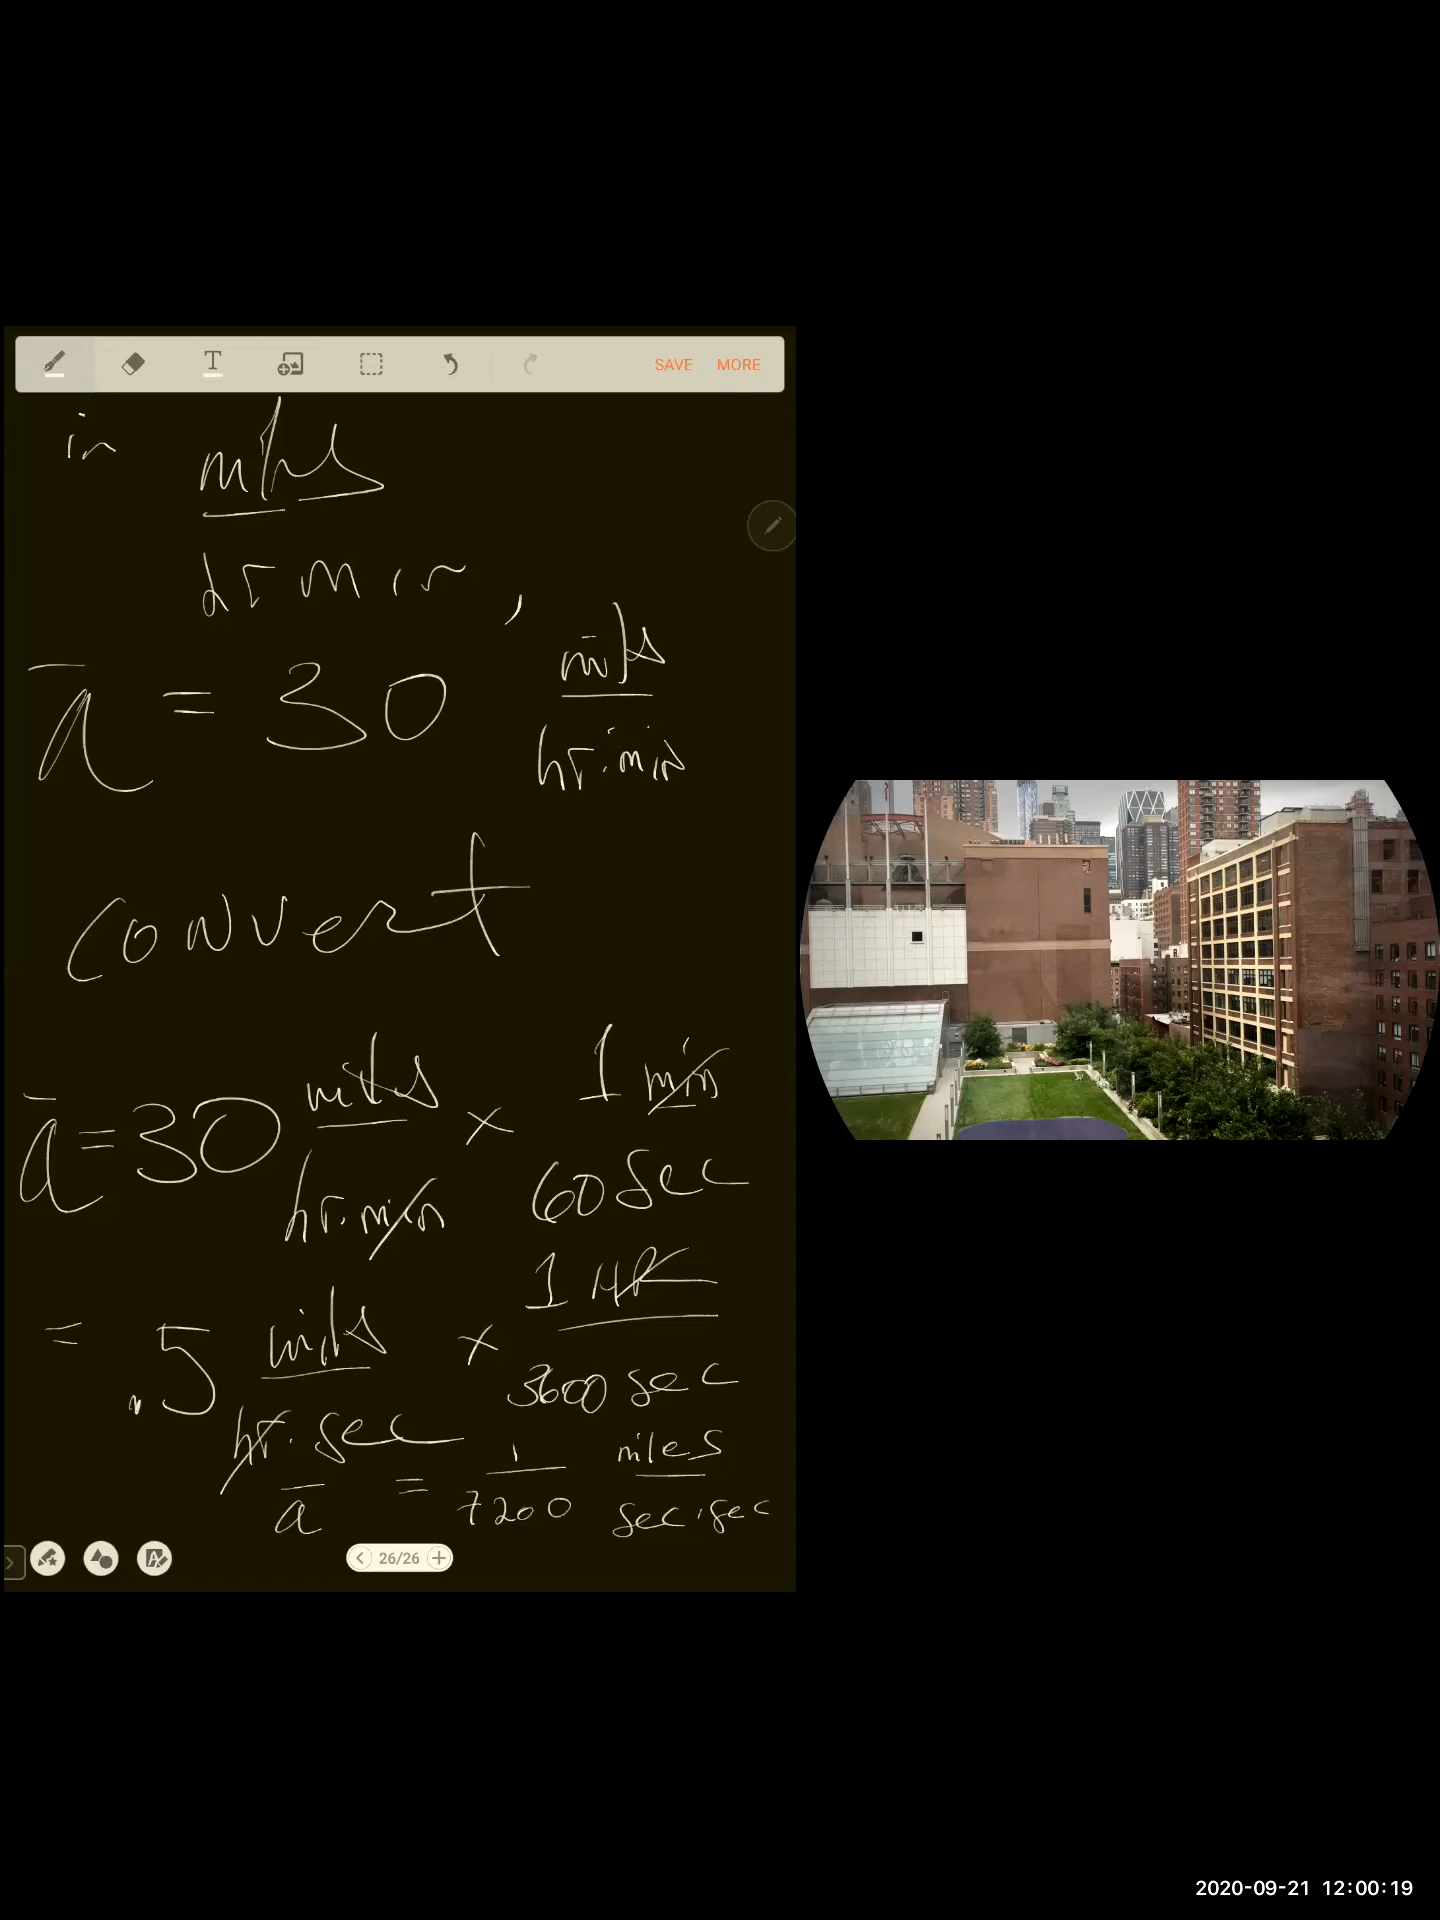 SAVE MORE
in miles
hr min,
a = 30 miles
hr·min
convert
a = 30 miles × 1 min
hr·min 60 sec
= .5 miles × 1 HR
hr·sec 3600 sec
a = 1 miles
7200 sec·sec
26/26
2020-09-21 12:00:19